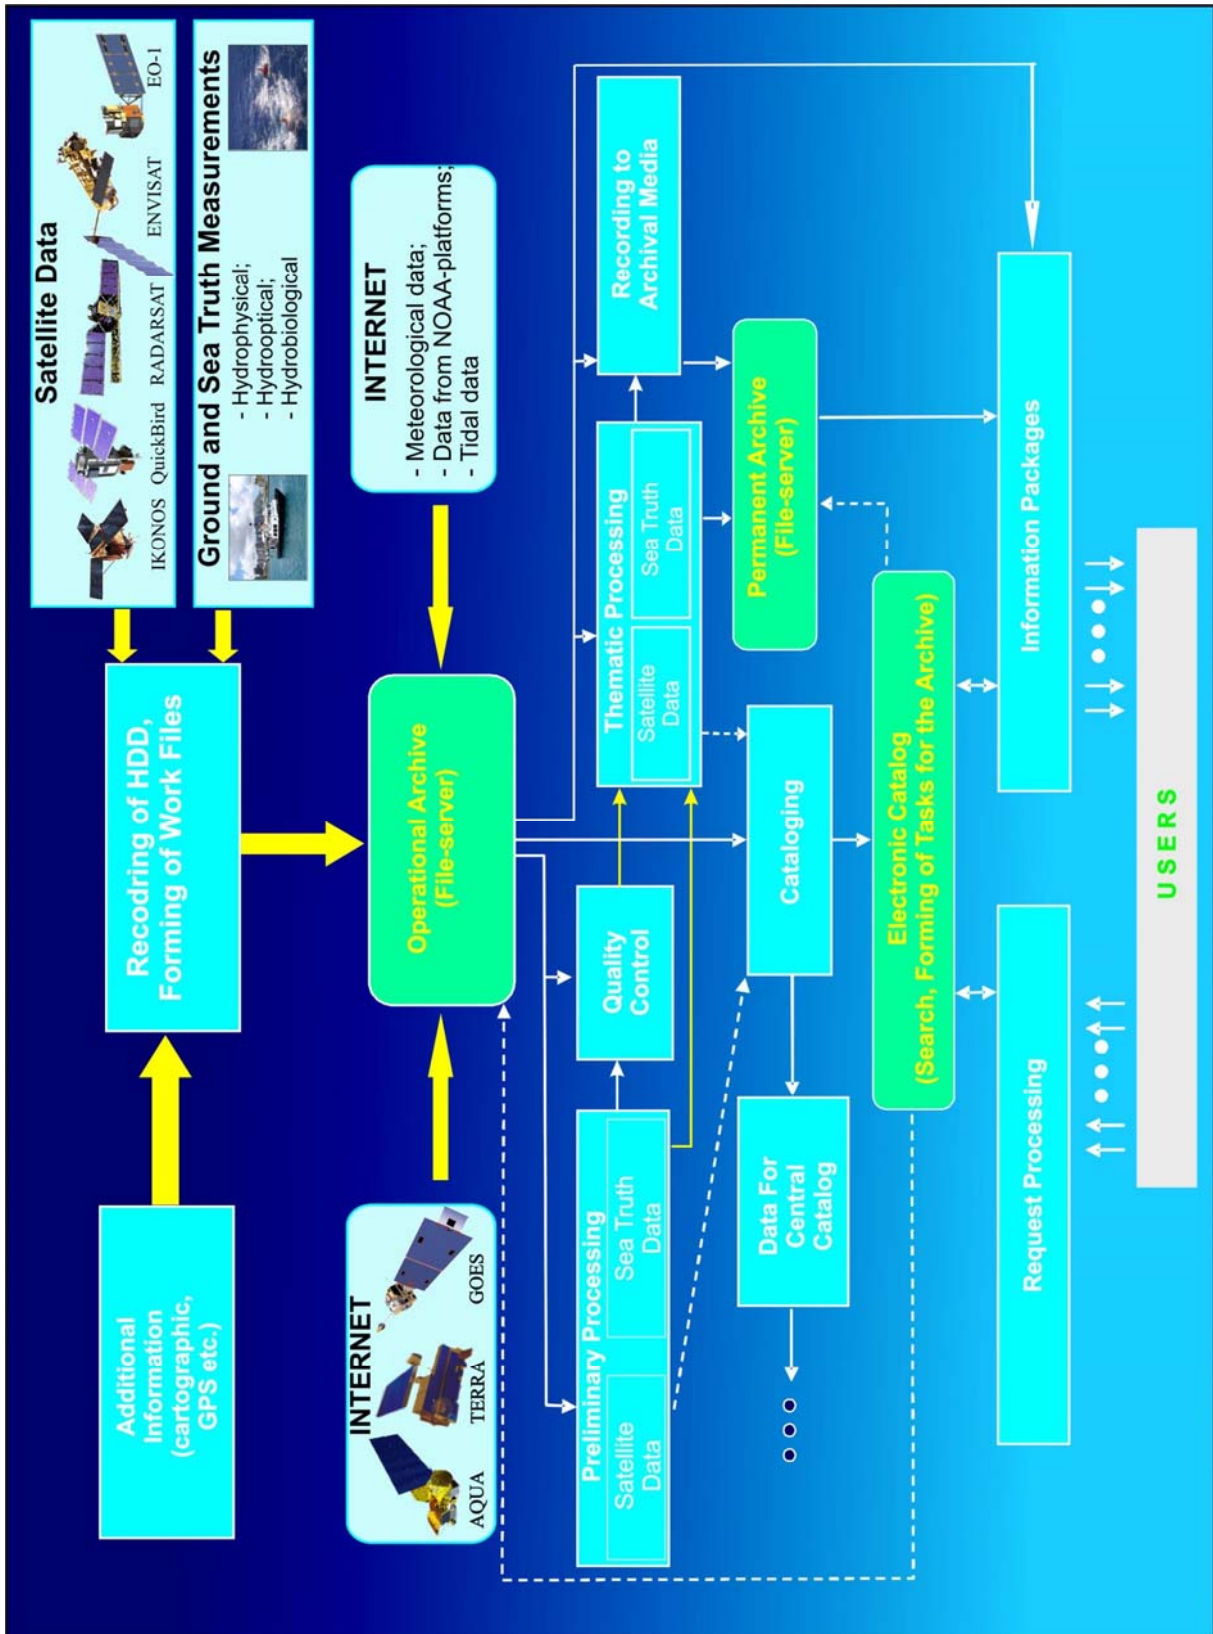 Additional
Information
(cartographic,
GPS etc.)
Recodring of HDD,
Forming of Work Files
Satellite Data
IKONOS
QuickBird
RADARSAT
ENVISAT
EO-1
Ground and Sea Truth Measurements
- Hydrophysical;
- Hydrooptical;
- Hydrobiological
INTERNET
AQUA
TERRA
GOES
Operational Archive
(File-server)
INTERNET
- Meteorological data;
- Data from NOAA-platforms;
- Tidal data
Preliminary Processing
Satellite
Data
Sea Truth
Data
Quality
Control
Thematic Processing
Satellite
Data
Sea Truth
Data
Recording to
Archival Media
Data For
Central
Catalog
Cataloging
Permanent Archive
(File-server)
Electronic Catalog
(Search, Forming of Tasks for the Archive)
Request Processing
Information Packages
USERS